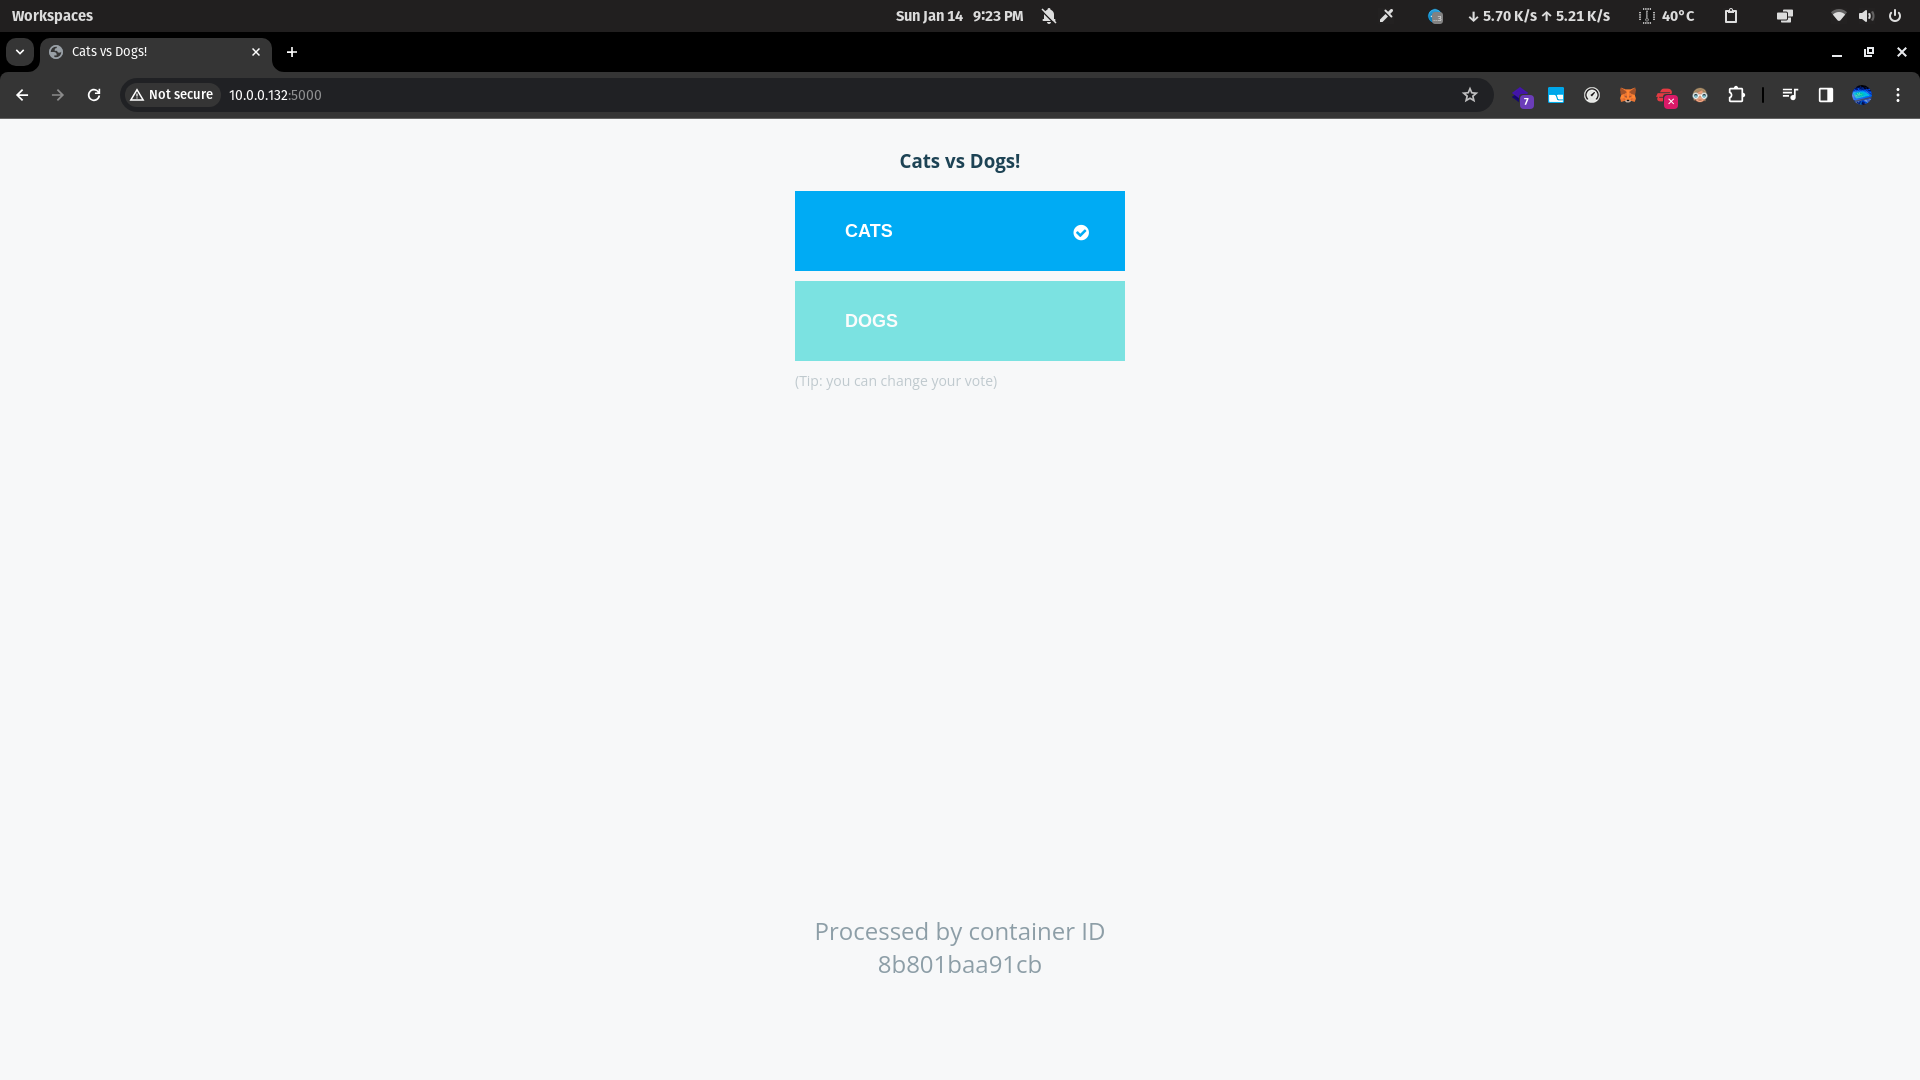 Workspaces
Sun Jan 14 9:23 PM
↓ 5.70 K/s ↑ 5.21 K/s
40°C
Cats vs Dogs!
Not secure
10.0.0.132:5000
7
Cats vs Dogs!
CATS
DOGS
(Tip: you can change your vote)
Processed by container ID
8b801baa91cb